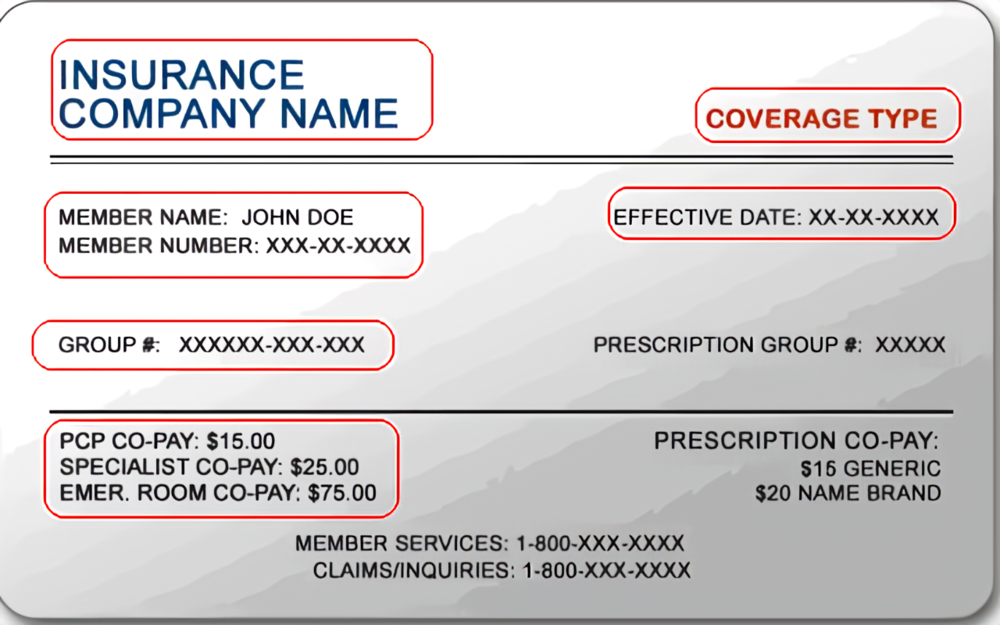 INSURANCE
COMPANY NAME
COVERAGE TYPE
MEMBER NAME: JOHN DOE
MEMBER NUMBER: XXX-XX-XXXX
EFFECTIVE DATE: XX-XX-XXXX
GROUP #: XXXXXX-XXX-XXX
PRESCRIPTION GROUP #: XXXXX
PCP CO-PAY: $15.00
SPECIALIST CO-PAY: $25.00
EMER. ROOM CO-PAY: $75.00
PRESCRIPTION CO-PAY:
$15 GENERIC
$20 NAME BRAND
MEMBER SERVICES: 1-800-XXX-XXXX
CLAIMS/INQUIRIES: 1-800-XXX-XXXX